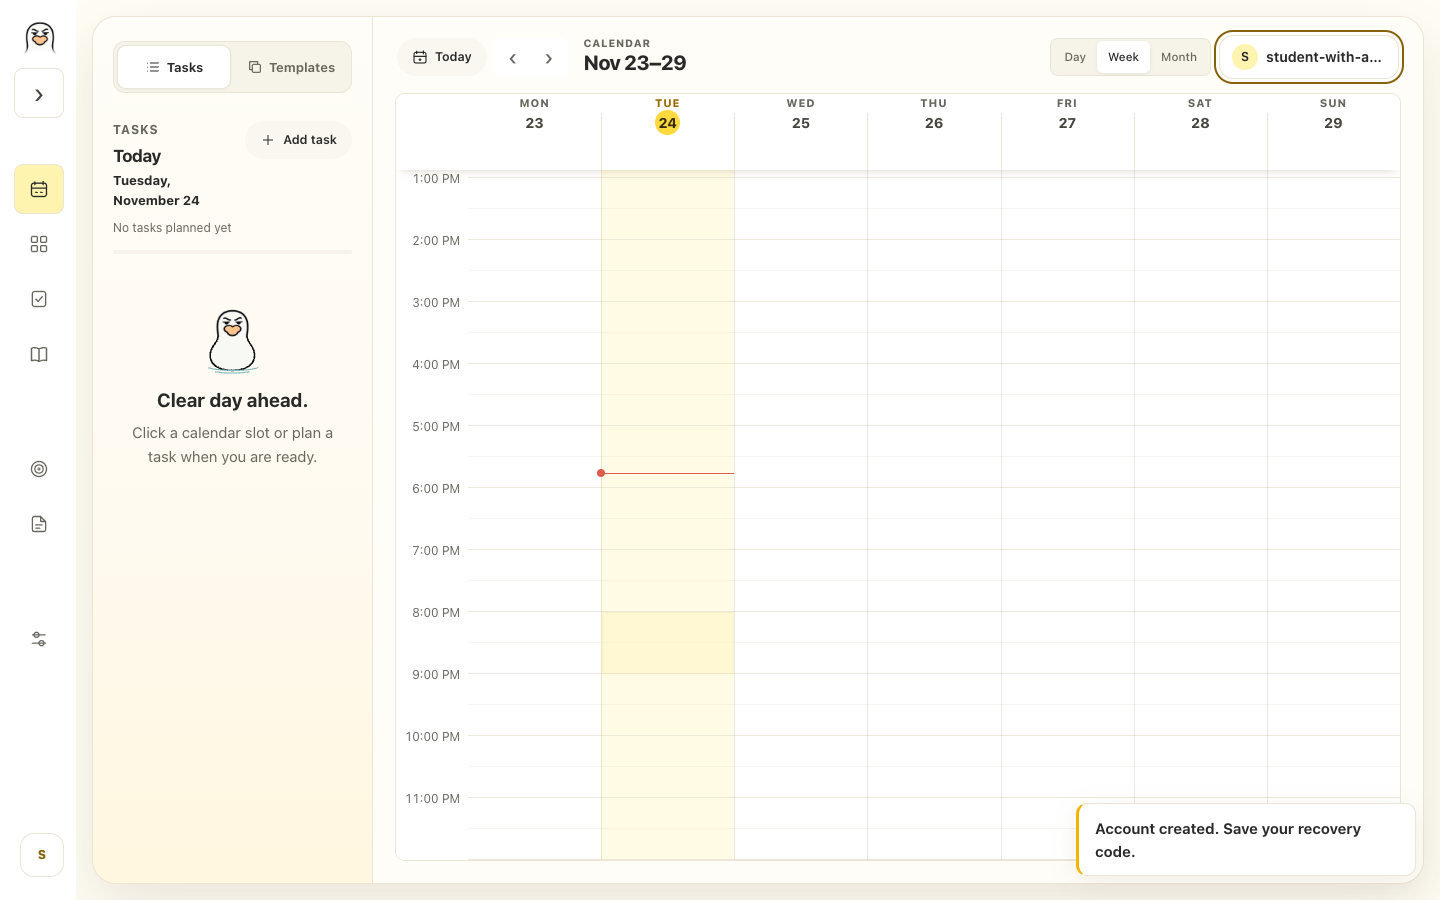 Tasks
Templates
TASKS
Today
Tuesday,
November 24
No tasks planned yet
Add task
Clear day ahead.
Click a calendar slot or plan a
task when you are ready.
S
Today
CALENDAR
Nov 23–29
Day
Week
Month
S
student-with-a...
MON
23
TUE
24
WED
25
THU
26
FRI
27
SAT
28
SUN
29
1:00 PM
2:00 PM
3:00 PM
4:00 PM
5:00 PM
6:00 PM
7:00 PM
8:00 PM
9:00 PM
10:00 PM
11:00 PM
Account created. Save your recovery
code.